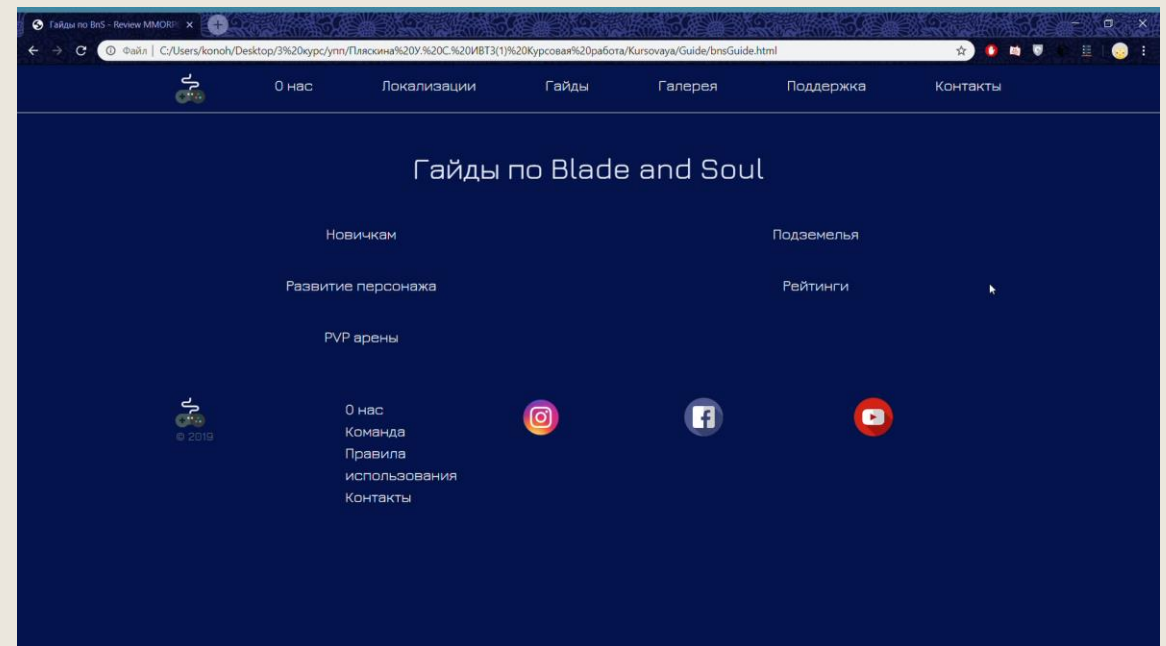 Гайды по BnS - Review MMORP
Файл | C:/Users/konoh/Desktop/3%20курс/упп/Пляскина%20У.%20С.%20ИВТ3(1)%20Курсовая%20работа/Kursovaya/Guide/bnsGuide.html
О нас Локализации Гайды Галерея Поддержка Контакты
Гайды по Blade and Soul
Новичкам Подземелья
Развитие персонажа Рейтинги
PVP арены
© 2019
О нас
Команда
Правила
использования
Контакты